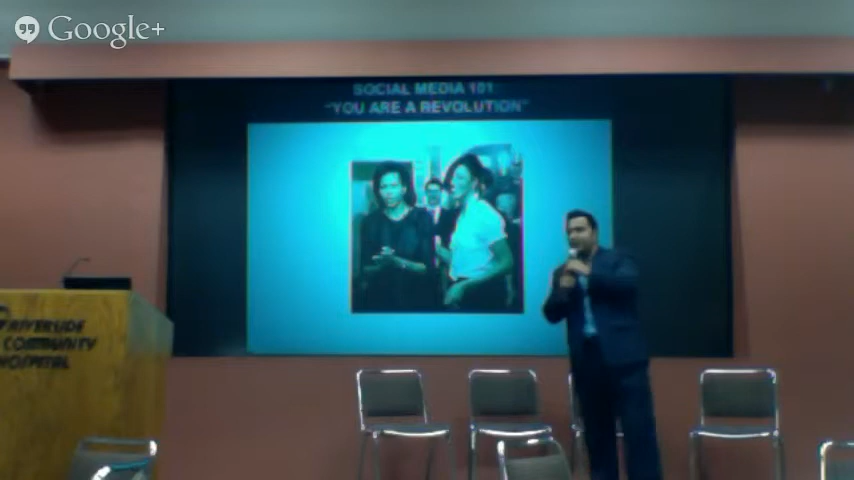 Google+
SOCIAL MEDIA 101
"YOU ARE A REVOLUTION"
RIVERSIDE
COMMUNITY
HOSPITAL